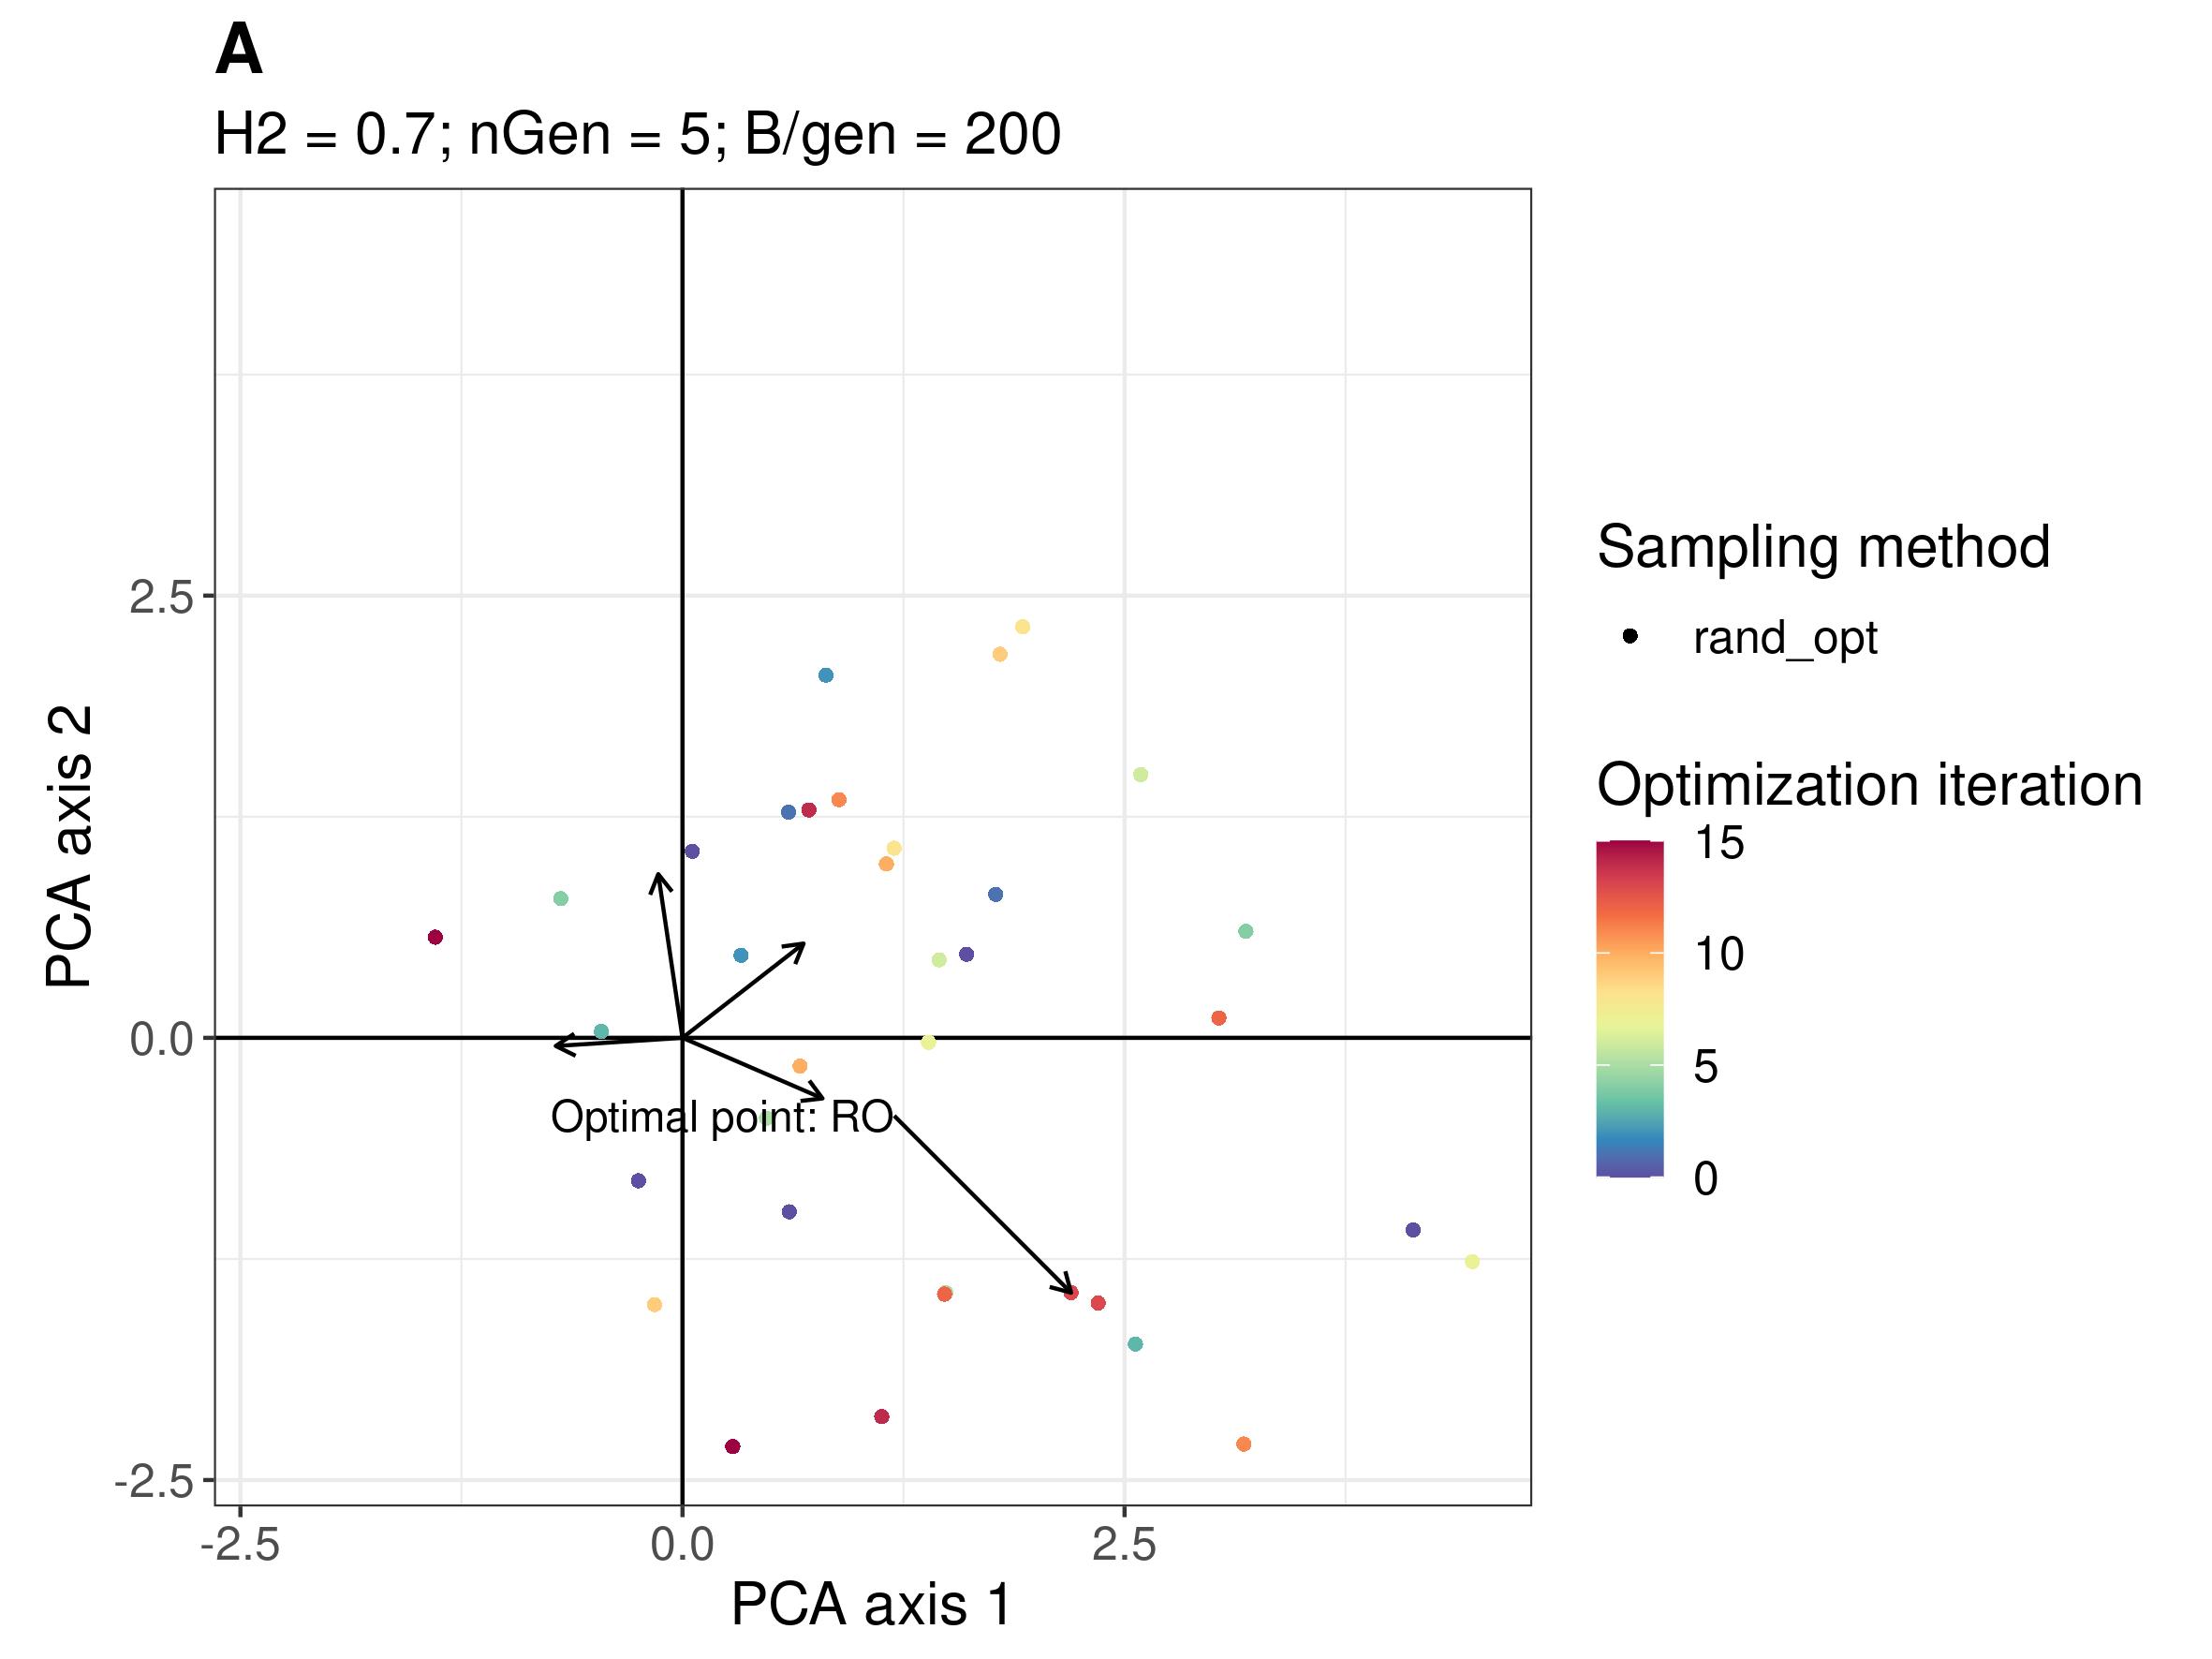 A
H2 = 0.7; nGen = 5; B/gen = 200
PCA axis 2
2.5
0.0
-2.5
Optimal point: RO
-2.5
0.0
2.5
PCA axis 1
Sampling method
rand_opt
Optimization iteration
15
10
5
0